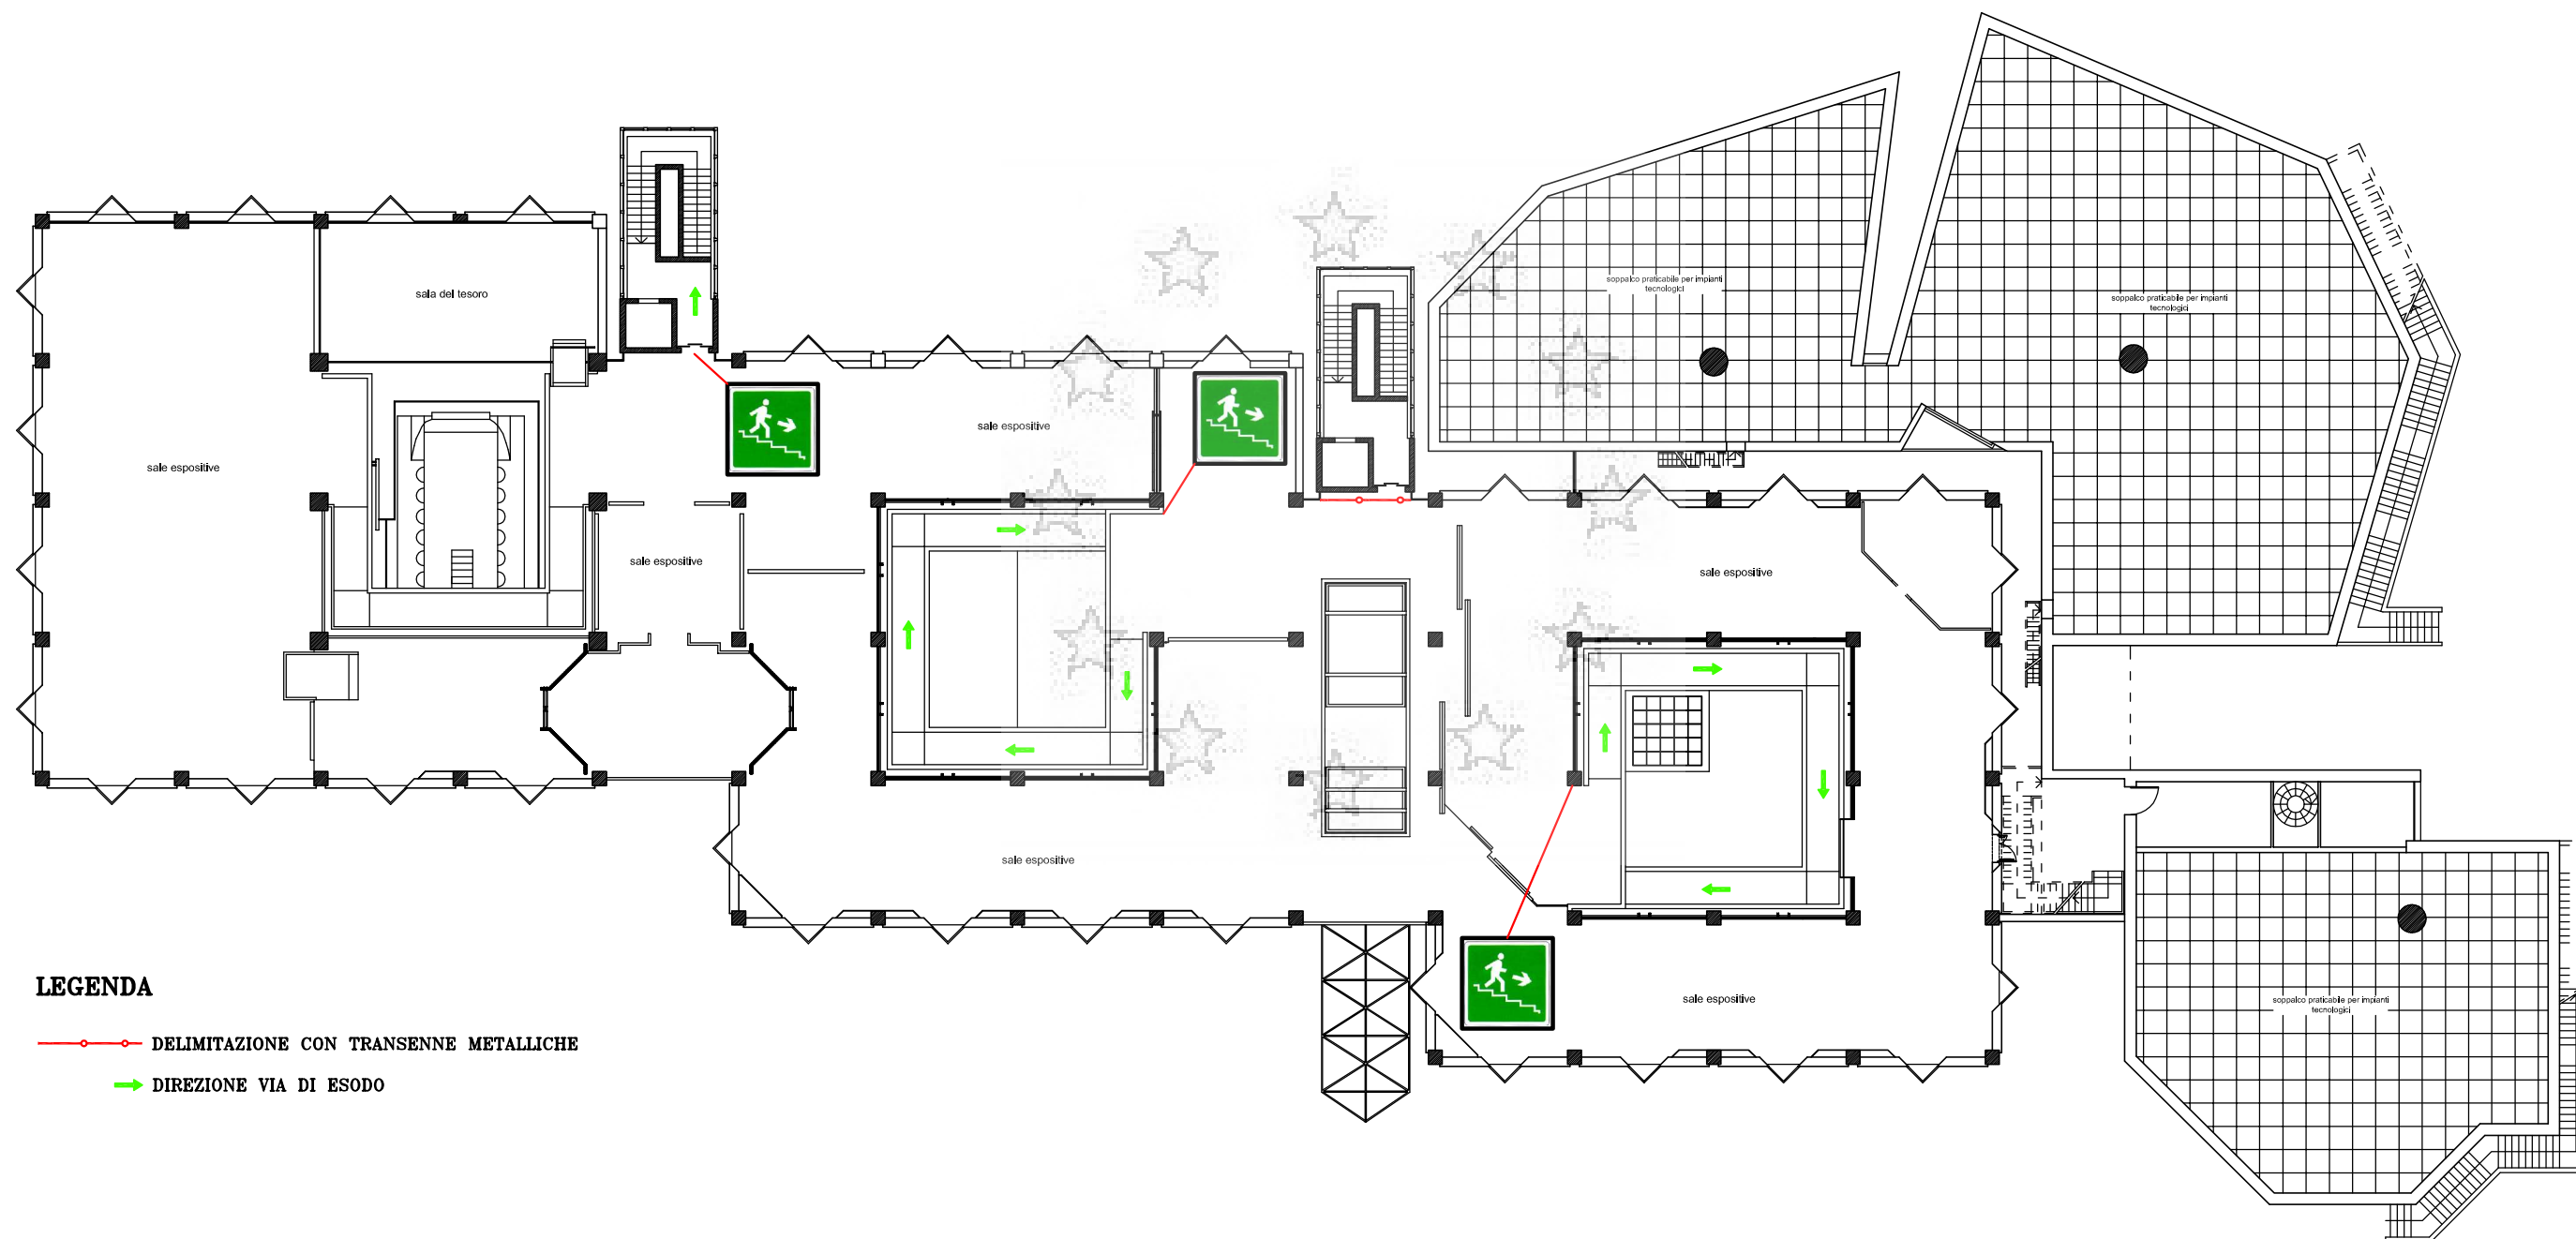 soppalco praticabile per impianti
tecnologici
soppalco praticabile per impianti
tecnologici
sala del tesoro
sale espositive
sale espositive
sale espositive
sale espositive
sale espositive
sale espositive
soppalco praticabile per impianti
tecnologici
LEGENDA
DELIMITAZIONE CON TRANSENNE METALLICHE
DIREZIONE VIA DI ESODO